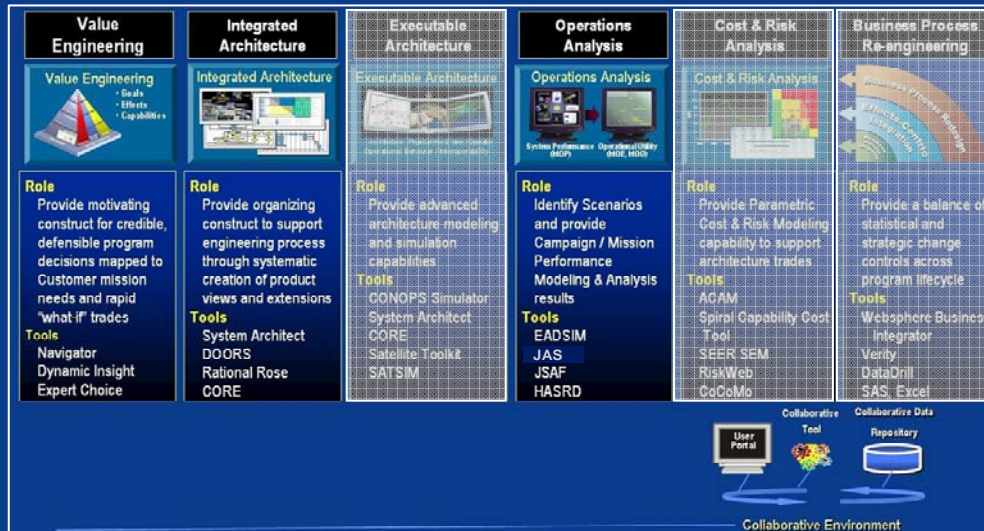 Value
Engineering
Integrated
Architecture
Executable
Architecture
Operations
Analysis
Cost & Risk
Analysis
Business Process
Re-engineering
Value Engineering
• Goals
• Effects
• Capabilities
Integrated Architecture
Executable Architecture
Operations Analysis
System Performance
(MOP)
Operational Utility
(MOE, MOO)
Cost & Risk Analysis
Business Process Redesign
Effects-Centric
Integration
Role
Provide motivating
construct for credible,
defensible program
decisions mapped to
Customer mission
needs and rapid
"what if" trades
Tools
Navigator
Dynamic Insight
Expert Choice
Role
Provide organizing
construct to support
engineering process
through systematic
creation of product
views and extensions
Tools
System Architect
DOORS
Rational Rose
CORE
Role
Provide advanced
architecture modeling
and simulation
capabilities
Tools
CONOPS Simulator
System Architect
CORE
Satellite Toolkit
SATSIM
Role
Identify Scenarios
and provide
Campaign / Mission
Performance
Modeling & Analysis
results
Tools
EADSIM
JAS
JSAF
HASRD
Role
Provide Parametric
Cost & Risk Modeling
capability to support
architecture trades
Tools
ACAM
Spiral Capability Cost
Tool
SEER SEM
RiskWeb
CoCoMo
Role
Provide a balance of
statistical and
strategic change
controls across
program lifecycle
Tools
Websphere Business
Integrator
Verity
DataDrill
SAS, Excel
User
Portal
Collaborative
Tool
Collaborative Data
Repository
Collaborative Environment